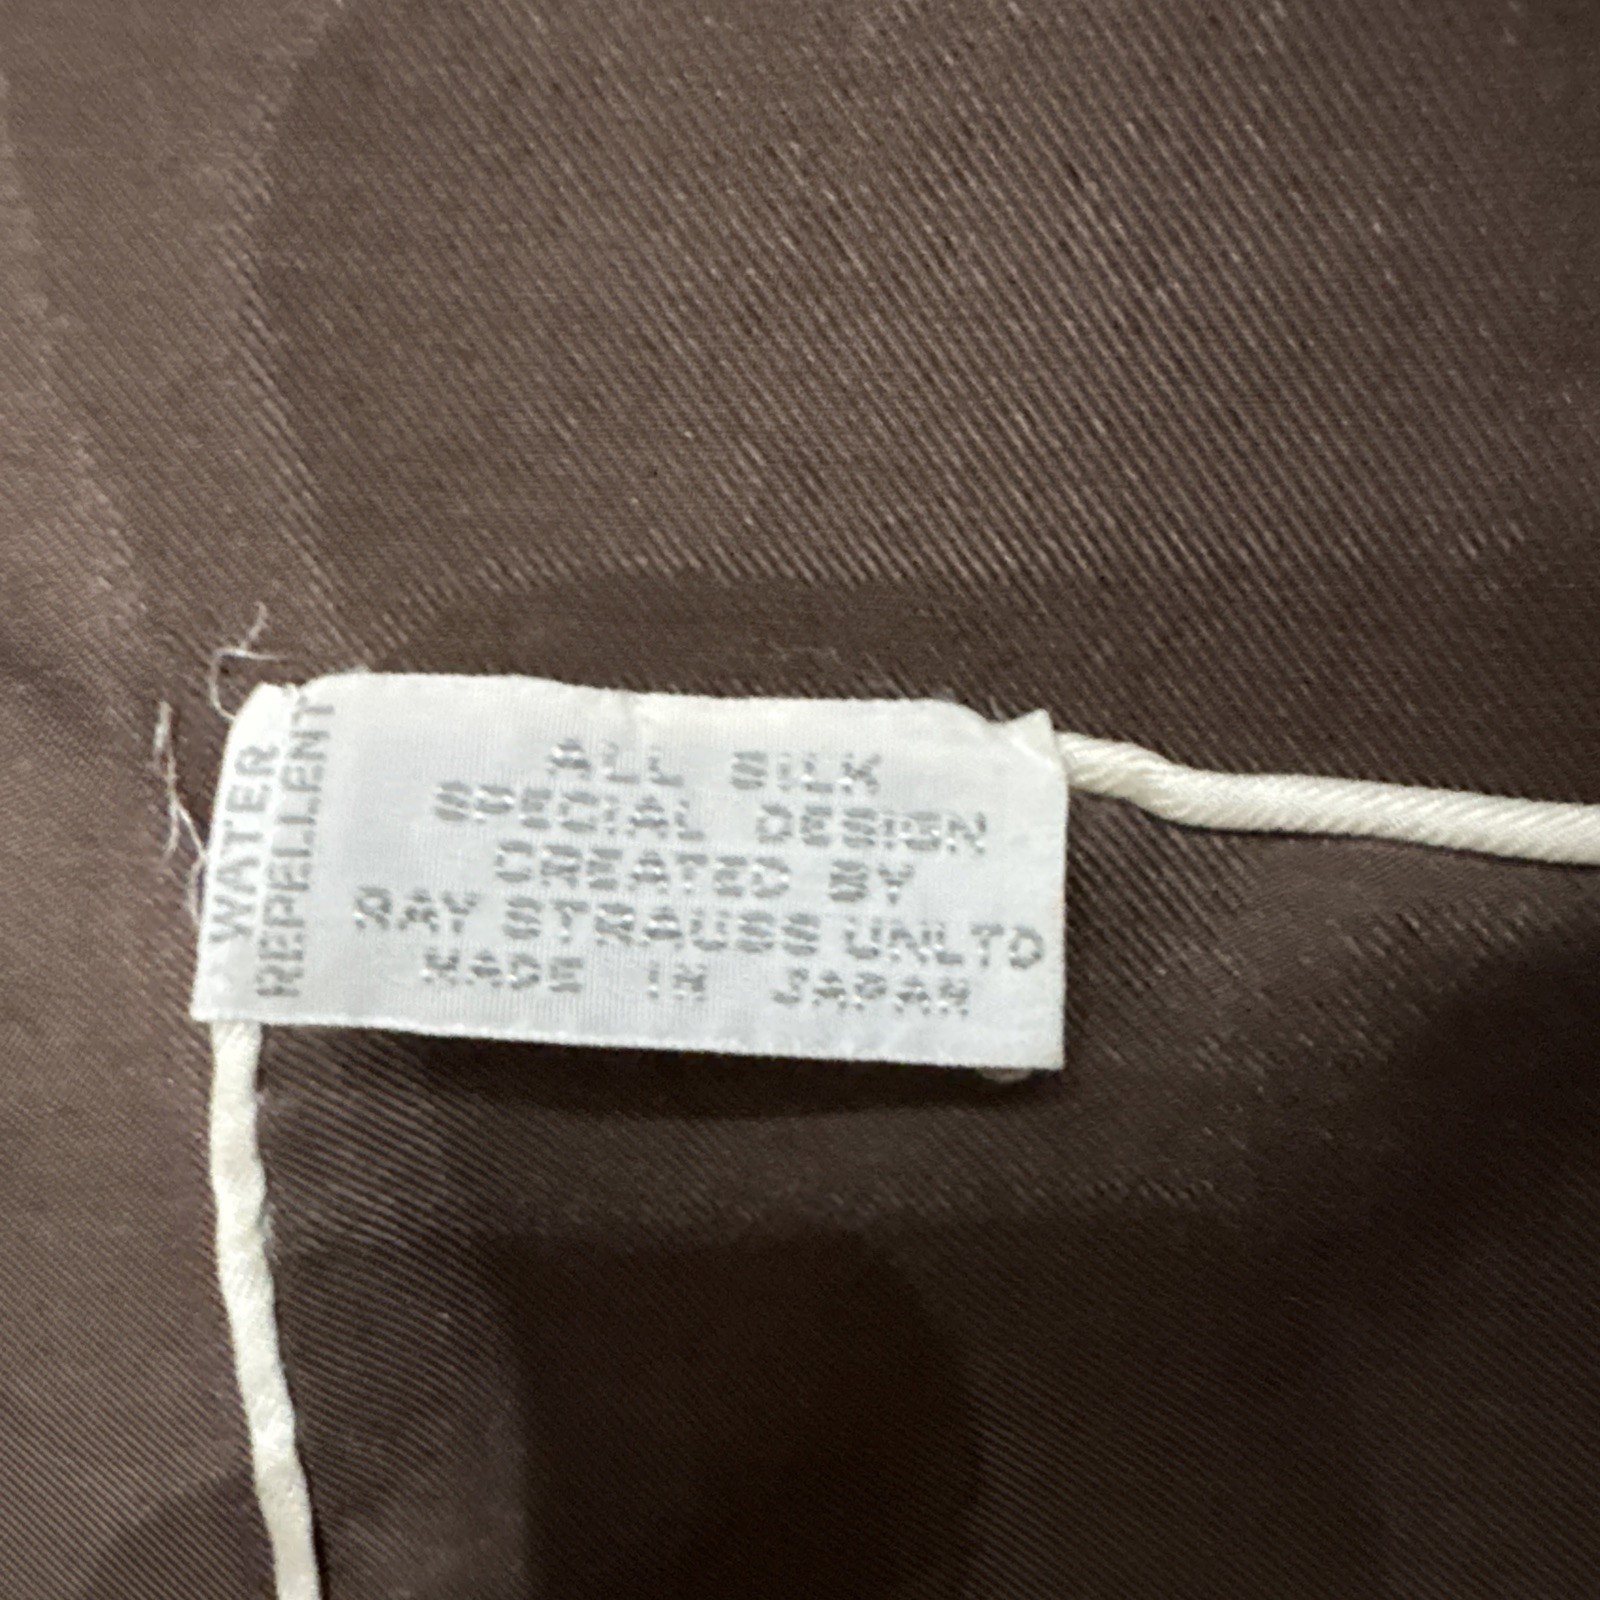 WATER
REPELLENT
ALL SILK
SPECIAL DESIGN
CREATED BY
RAY STRAUSS UNLTD
MADE IN JAPAN